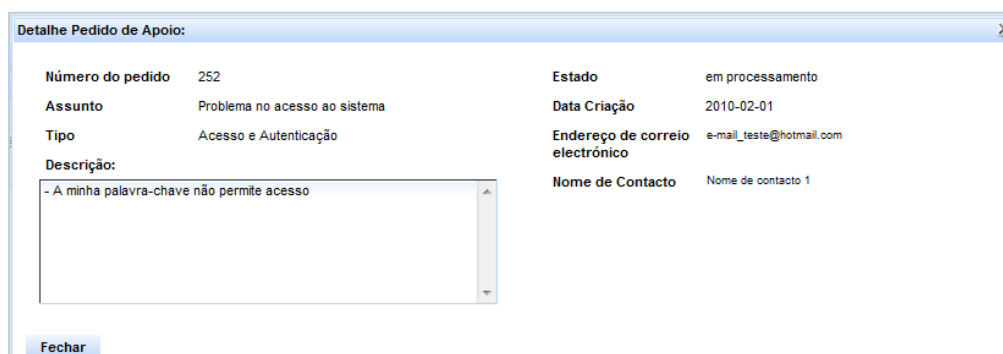 Detalhe Pedido de Apoio:
Número do pedido 252
Assunto Problema no acesso ao sistema
Tipo Acesso e Autenticação
Descrição:
- A minha palavra-chave não permite acesso
Estado em processamento
Data Criação 2010-02-01
Endereço de correio e-mail_teste@hotmail.com
electrónico
Nome de Contacto Nome de contacto 1
Fechar